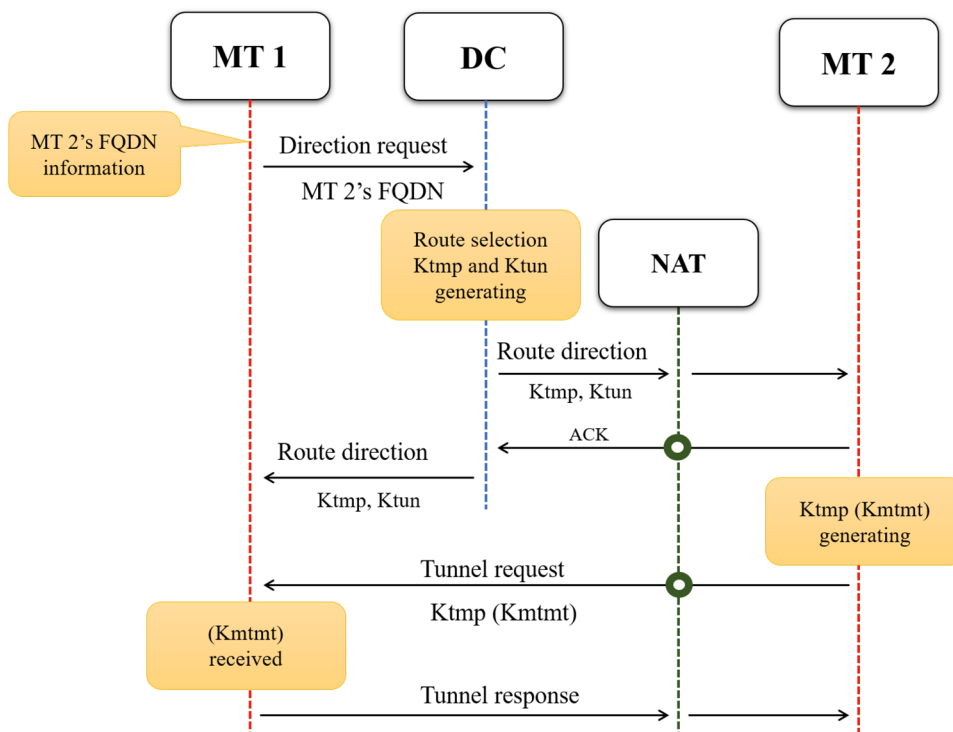 MT 1
DC
MT 2
MT 2's FQDN
information
Direction request
MT 2's FQDN
Route selection
Ktmp and Ktun
generating
NAT
Route direction
Ktmp, Ktun
ACK
Route direction
Ktmp, Ktun
Ktmp (Kmtmt)
generating
Tunnel request
Ktmp (Kmtmt)
(Kmtmt)
received
Tunnel response